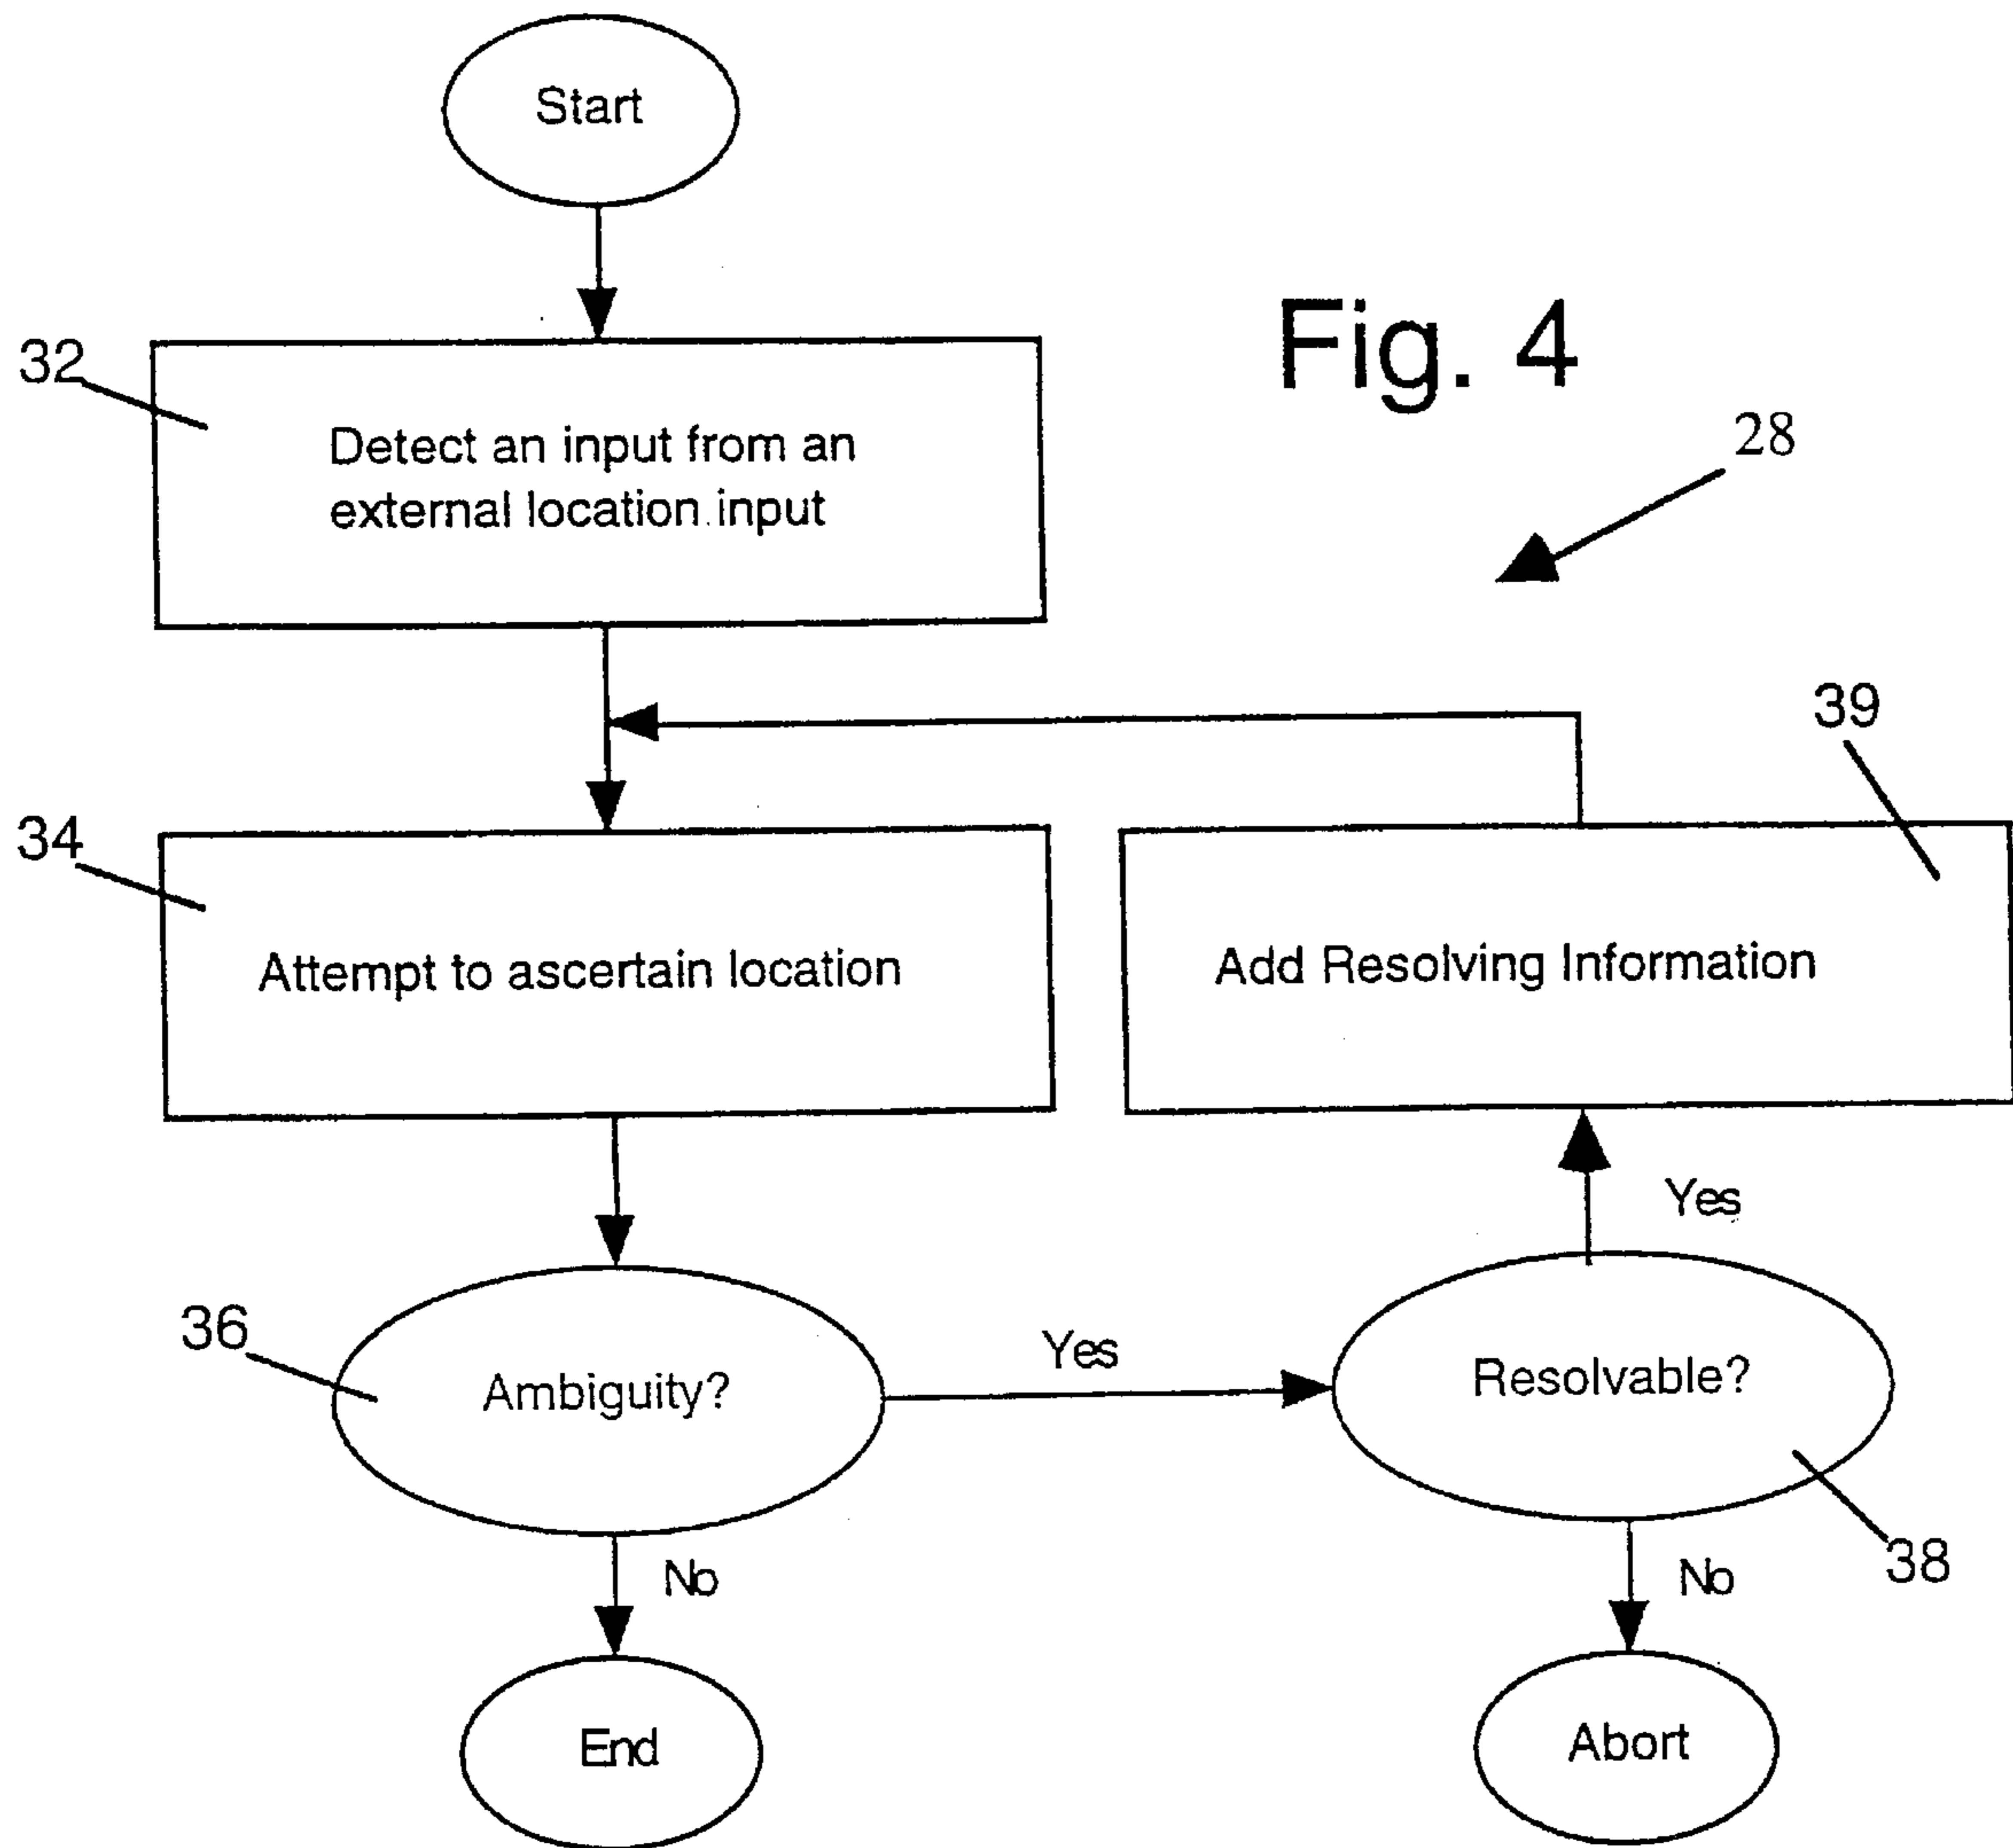 Start
Fig. 4
32
28
Detect an input from an
external location input
39
34
Attempt to ascertain location
Add Resolving Information
Yes
36
Ambiguity?
Yes
Resolvable?
No
No
38
End
Abort